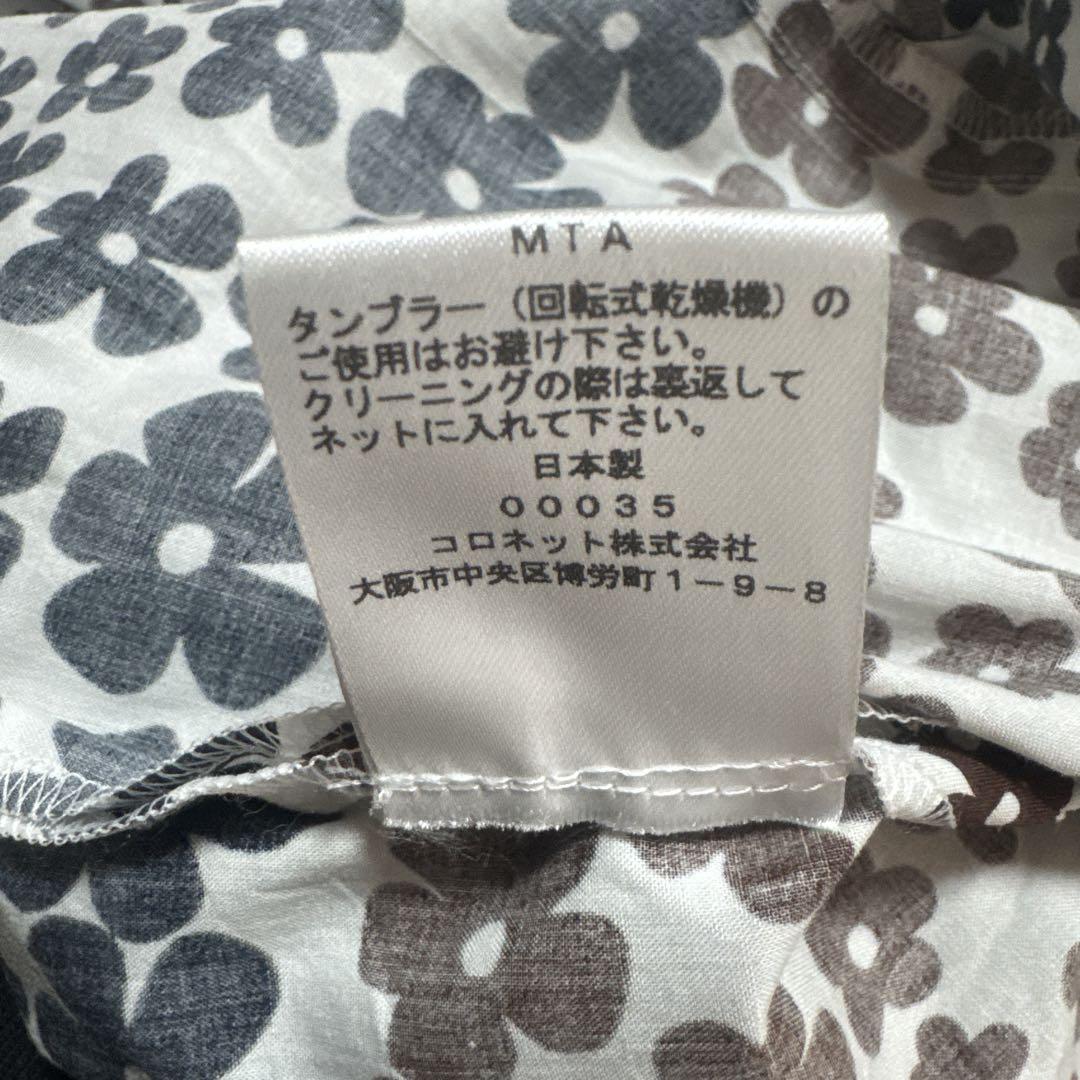 MTA
タンブラー（回転式乾燥機）の
ご使用はお避け下さい。
クリーニングの際は裏返して
ネットに入れて下さい。
日本製
00035
コロネット株式会社
大阪市中央区博労町1－9－8